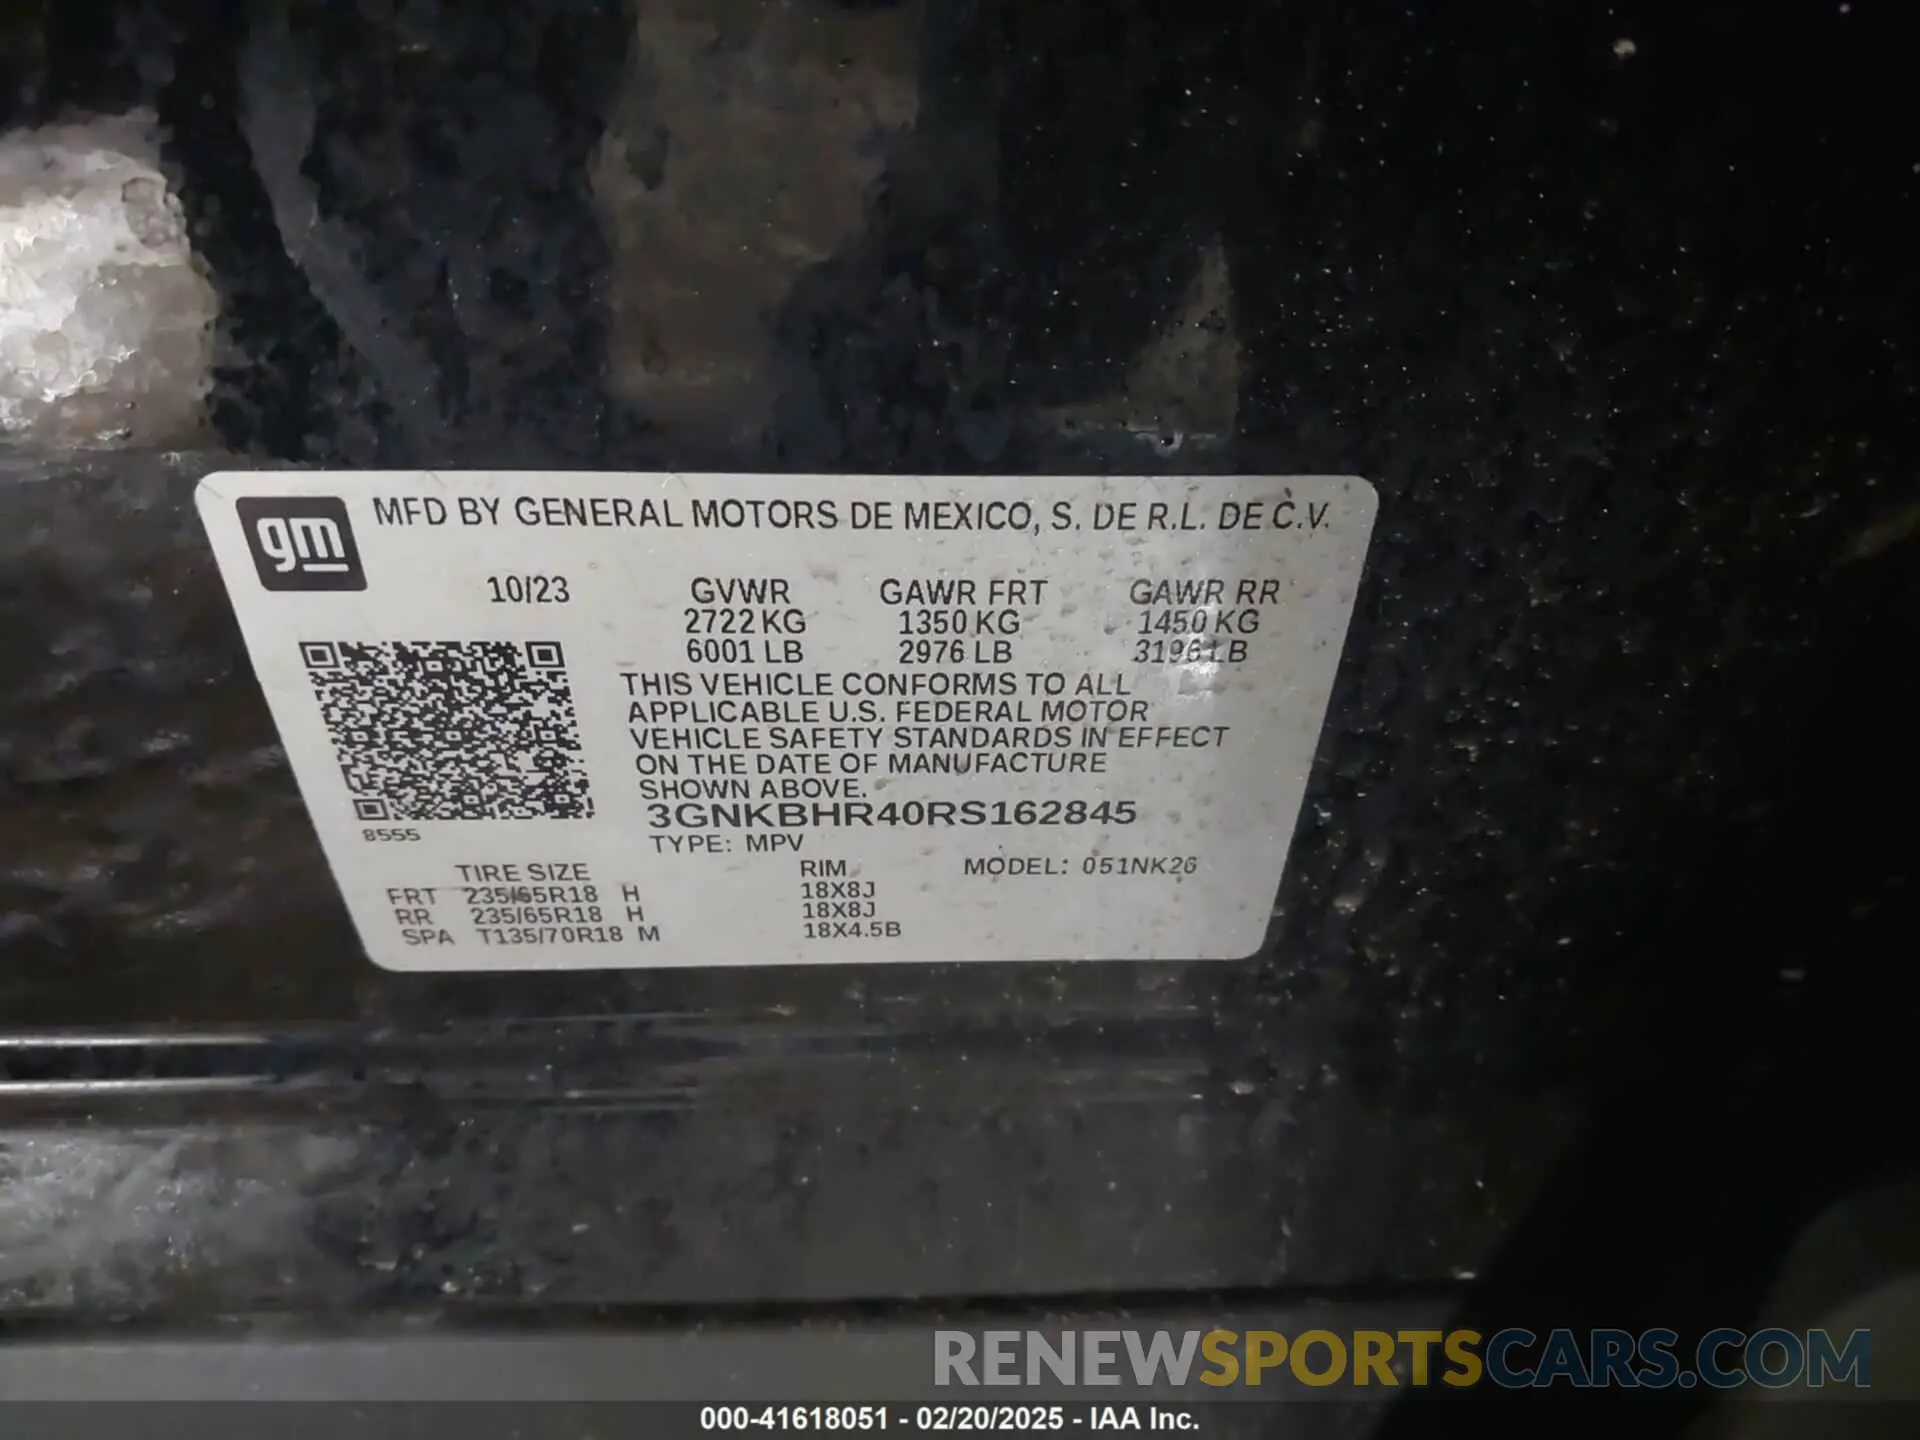 gm
MFD BY GENERAL MOTORS DE MEXICO, S. DE R.L. DE C.V.
10/23 GVWR GAWR FRT GAWR RR
2722 KG 1350 KG 1450 KG
6001 LB 2976 LB 3196 LB
THIS VEHICLE CONFORMS TO ALL
APPLICABLE U.S. FEDERAL MOTOR
VEHICLE SAFETY STANDARDS IN EFFECT
ON THE DATE OF MANUFACTURE
SHOWN ABOVE.
3GNKBHR40RS162845
8555
TYPE: MPV
TIRE SIZE RIM MODEL: 051NK26
FRT 235/65R18 H 18X8J
RR 235/65R18 H 18X8J
SPA T135/70R18 M 18X4.5B
RENEWSPORTSCARS.COM
000-41618051 - 02/20/2025 - IAA Inc.